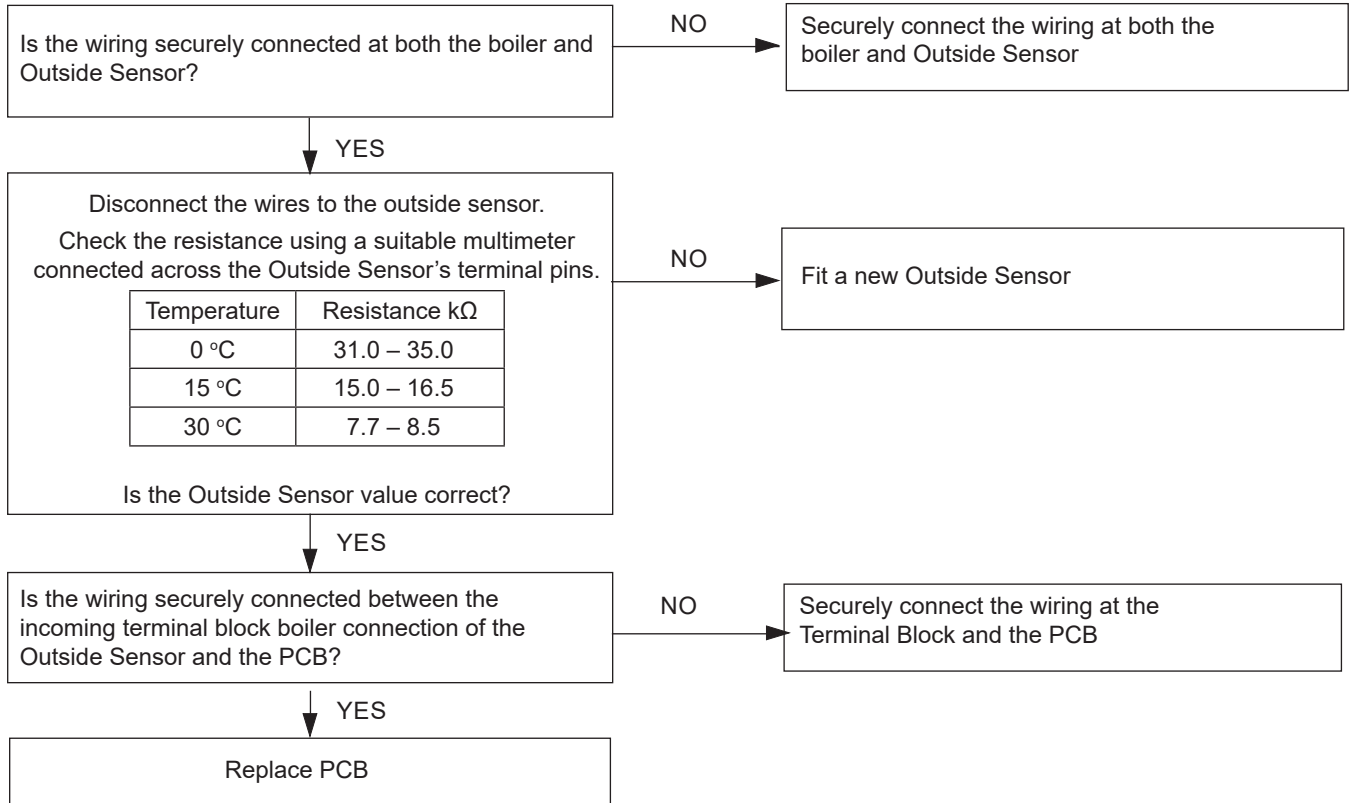 Is the wiring securely connected at both the boiler and
Outside Sensor?
NO
Securely connect the wiring at both the
boiler and Outside Sensor
YES
Disconnect the wires to the outside sensor.
Check the resistance using a suitable multimeter
connected across the Outside Sensor's terminal pins.
Temperature Resistance kΩ
0 °C 31.0 – 35.0
15 °C 15.0 – 16.5
30 °C 7.7 – 8.5
Is the Outside Sensor value correct?
NO
Fit a new Outside Sensor
YES
Is the wiring securely connected between the
incoming terminal block boiler connection of the
Outside Sensor and the PCB?
NO
Securely connect the wiring at the
Terminal Block and the PCB
YES
Replace PCB